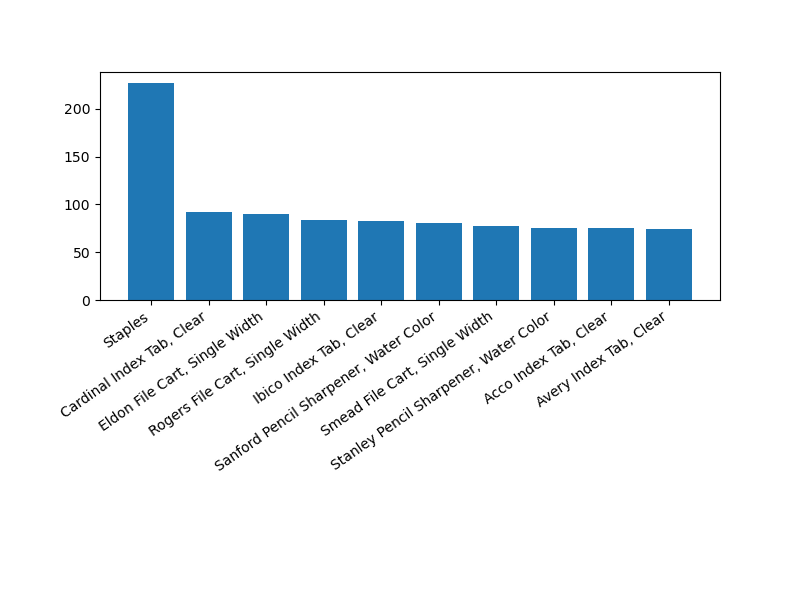 200
150
100
50
0
Staples
Cardinal Index Tab, Clear
Eldon File Cart, Single Width
Rogers File Cart, Single Width
Ibico Index Tab, Clear
Sanford Pencil Sharpener, Water Color
Smead File Cart, Single Width
Stanley Pencil Sharpener, Water Color
Acco Index Tab, Clear
Avery Index Tab, Clear